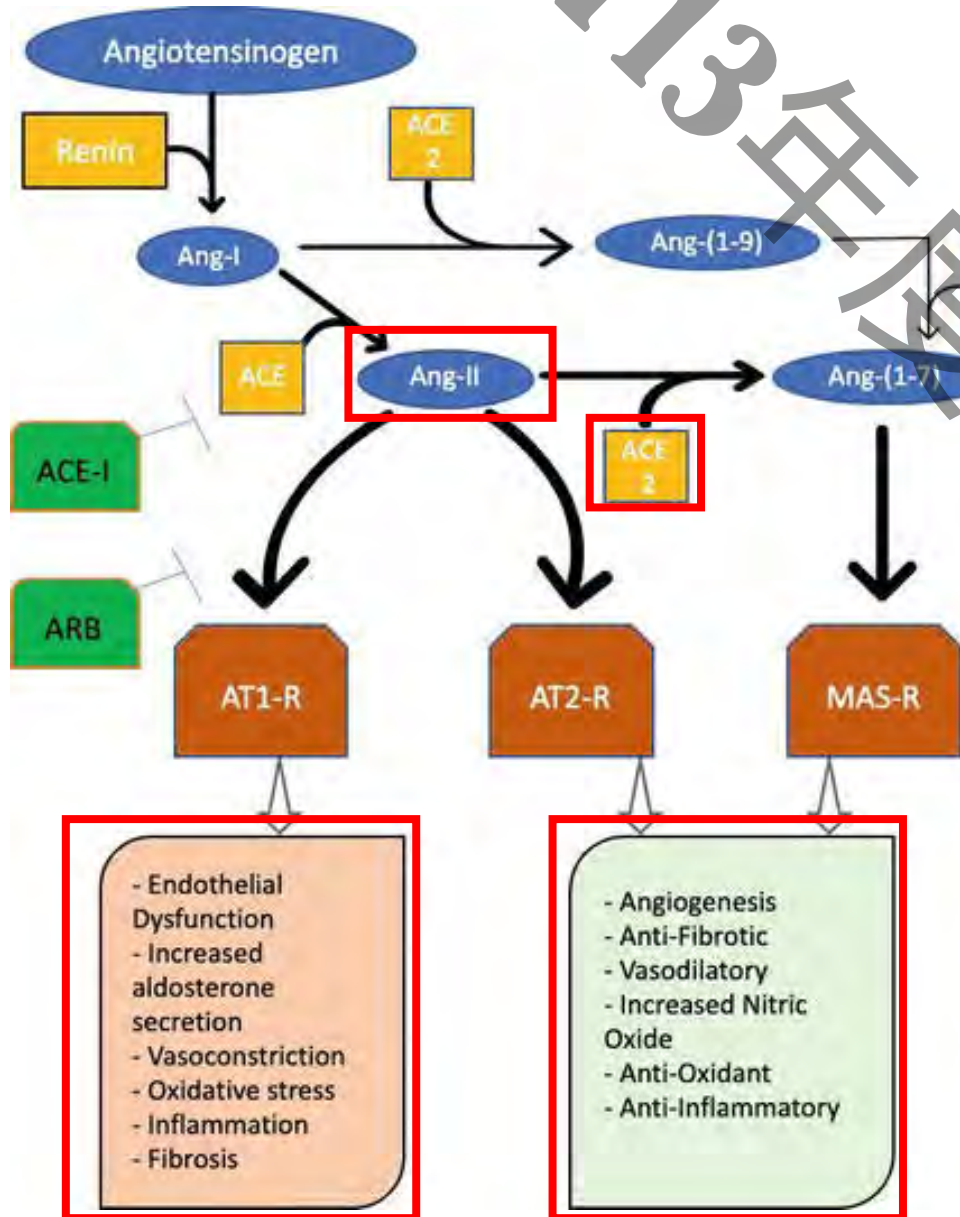 Angiotensinogen
Renin
ACE
2
Ang-I
Ang-(1-9)
ACE
Ang-II
Ang-(1-7)
ACE
2
ACE-I
ARB
AT1-R
AT2-R
MAS-R
- Endothelial
Dysfunction
- Increased
aldosterone
secretion
- Vasoconstriction
- Oxidative stress
- Inflammation
- Fibrosis
- Angiogenesis
- Anti-Fibrotic
- Vasodilatory
- Increased Nitric
Oxide
- Anti-Oxidant
- Anti-Inflammatory